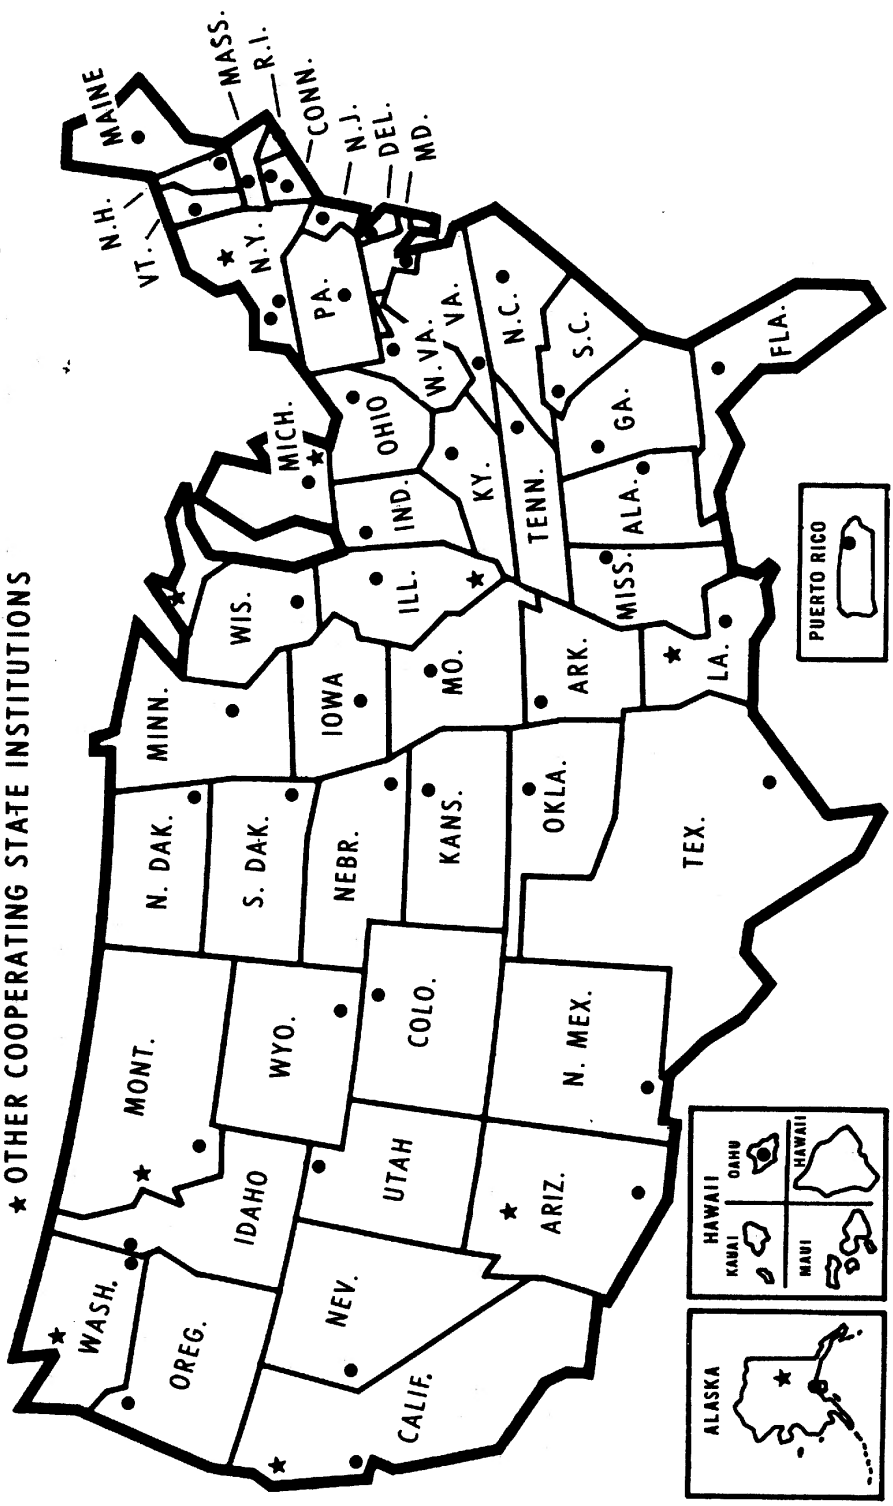 ★ OTHER COOPERATING STATE INSTITUTIONS
WASH.
OREG.
CALIF.
NEV.
IDAHO
MONT.
WYO.
UTAH
ARIZ.
COLO.
N. MEX.
N. DAK.
S. DAK.
NEBR.
KANS.
OKLA.
TEX.
MINN.
IOWA
MO.
ARK.
LA.
WIS.
ILL.
MISS.
MICH.
IND.
OHIO
KY.
TENN.
ALA.
GA.
FLA.
S.C.
N.C.
VA.
W. VA.
PA.
N.Y.
VT.
N.H.
MAINE
MASS.
R.I.
CONN.
N.J.
DEL.
MD.
ALASKA
HAWAII
KAUAI
OAHU
MAUI
HAWAII
PUERTO RICO